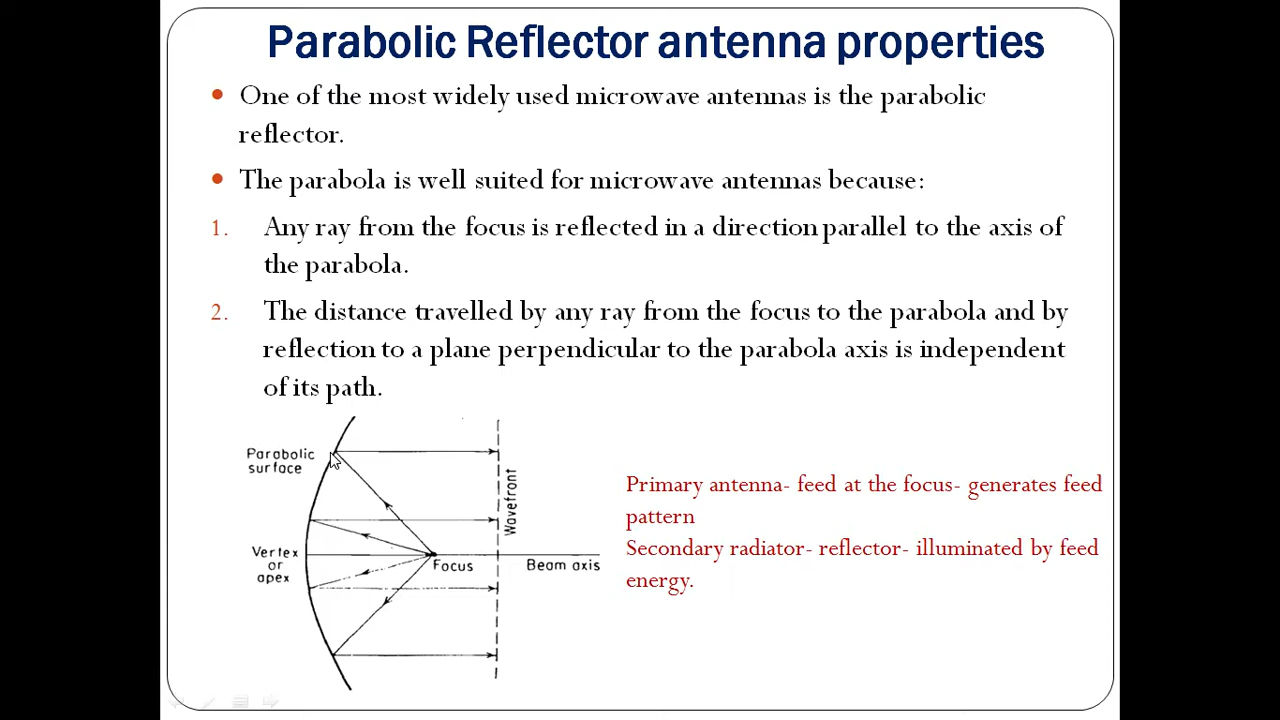 Parabolic Reflector antenna properties
• One of the most widely used microwave antennas is the parabolic
reflector.
• The parabola is well suited for microwave antennas because:
1. Any ray from the focus is reflected in a direction parallel to the axis of
the parabola.
2. The distance travelled by any ray from the focus to the parabola and by
reflection to a plane perpendicular to the parabola axis is independent
of its path.
Parabolic
surface
Wavefront
Vertex
or
apex
Focus
Beam axis
Primary antenna- feed at the focus- generates feed
pattern
Secondary radiator- reflector- illuminated by feed
energy.